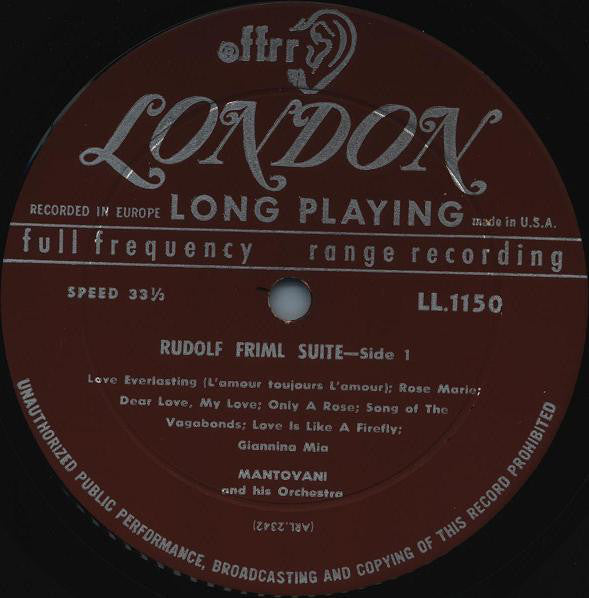 ® ffrr
LONDON
RECORDED IN EUROPE LONG PLAYING made in U.S.A.
full frequency range recording
SPEED 33⅓ LL.1150
RUDOLF FRIML SUITE—Side 1
Love Everlasting (L'amour toujours L'amour); Rose Marie;
Dear Love, My Love; Only A Rose; Song of The
Vagabonds; Love Is Like A Firefly;
Giannina Mia
MANTOVANI
and his Orchestra
(ARL.2342)
UNAUTHORIZED PUBLIC PERFORMANCE, BROADCASTING AND COPYING OF THIS RECORD PROHIBITED